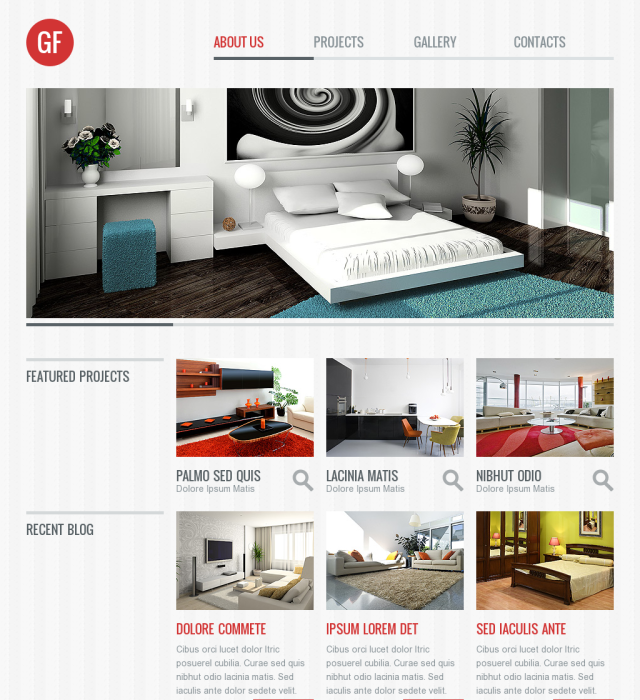 GF
ABOUT US
PROJECTS
GALLERY
CONTACTS
FEATURED PROJECTS
PALMO SED QUIS
Dolore Ipsum Matis
LACINIA MATIS
Dolore Ipsum Matis
NIBHUT ODIO
Dolore Ipsum Matis
RECENT BLOG
DOLORE COMMETE
Cibus orci lucet dolor ltric
posuerel cubilia. Curae sed quis
nibhut odio lacinia matis. Sed
iaculis ante dolor sedete velit.
IPSUM LOREM DET
Cibus orci lucet dolor ltric
posuerel cubilia. Curae sed quis
nibhut odio lacinia matis. Sed
iaculis ante dolor sedete velit.
SED IACULIS ANTE
Cibus orci lucet dolor ltric
posuerel cubilia. Curae sed quis
nibhut odio lacinia matis. Sed
iaculis ante dolor sedete velit.